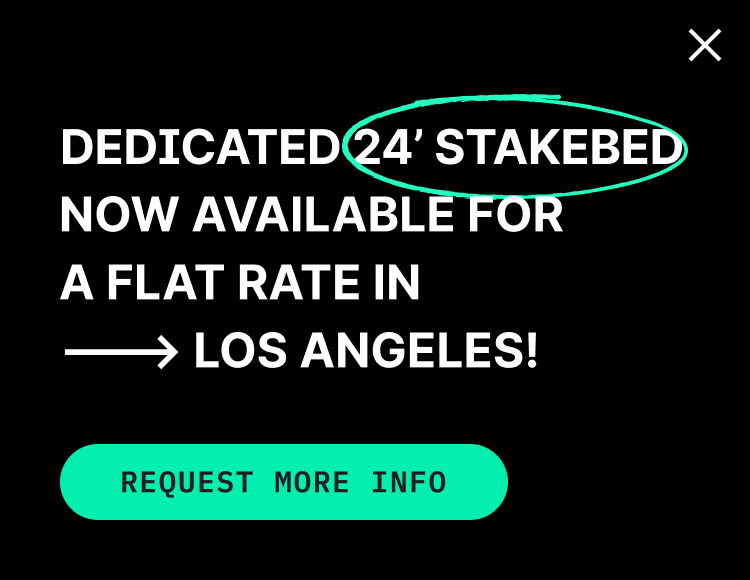 DEDICATED 24’ STAKEBED
NOW AVAILABLE FOR
A FLAT RATE IN
LOS ANGELES!
REQUEST MORE INFO